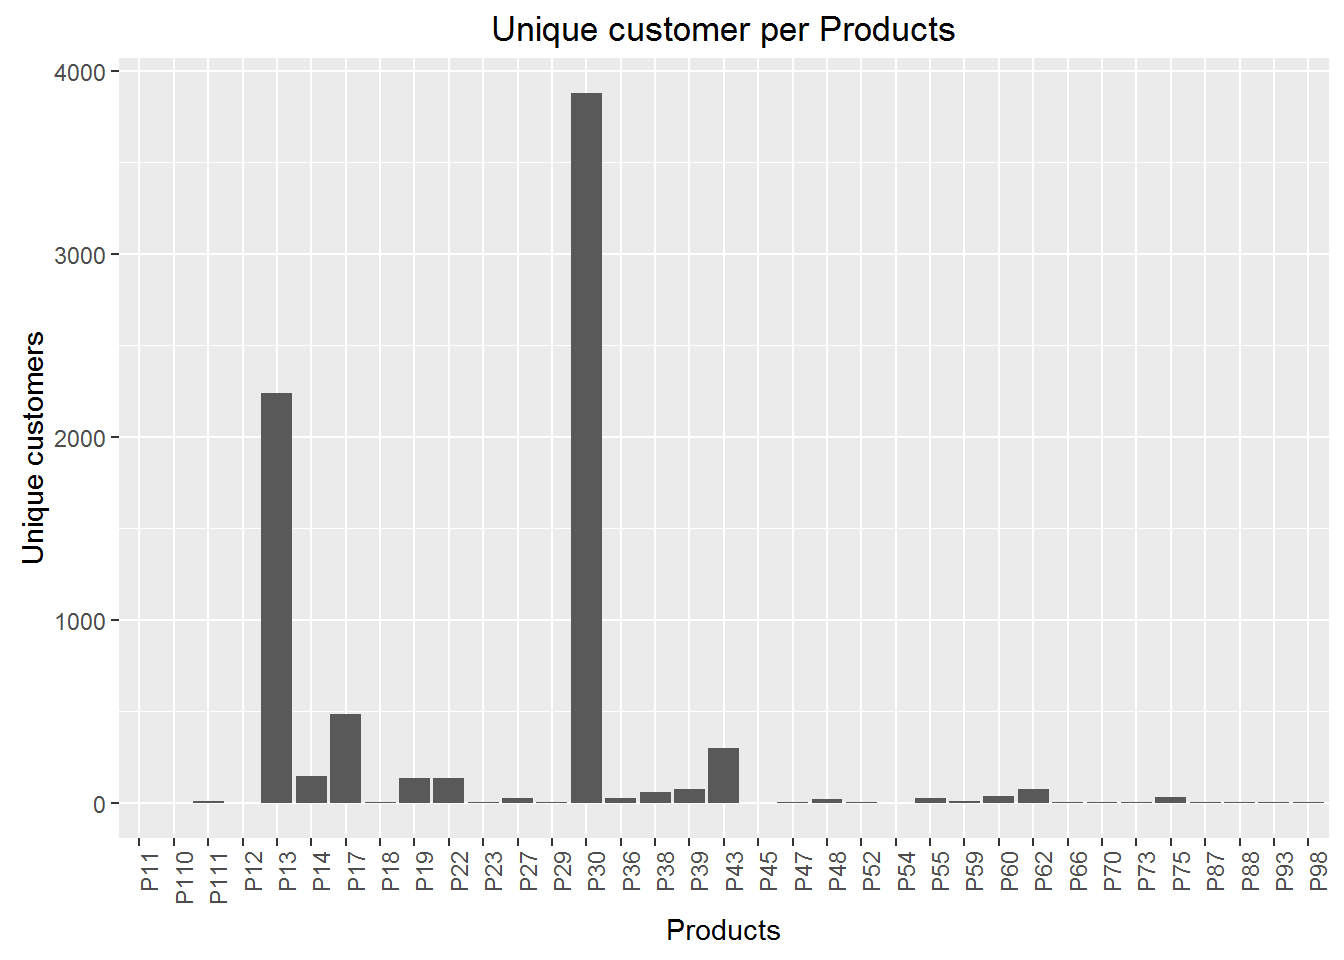 Unique customer per Products
Unique customers
4000
3000
2000
1000
0
P11
P110
P111
P12
P13
P14
P17
P18
P19
P22
P23
P27
P29
P30
P36
P38
P39
P43
P45
P47
P48
P52
P54
P55
P59
P60
P62
P66
P70
P73
P75
P87
P88
P93
P98
Products